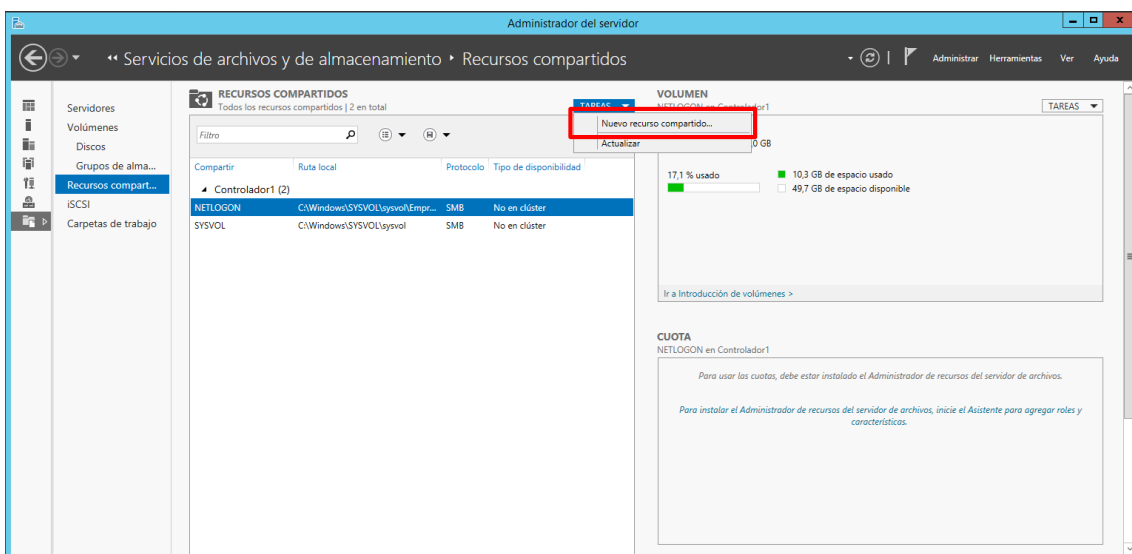 Administrador del servidor
Servicios de archivos y de almacenamiento • Recursos compartidos
Administrar Herramientas Ver Ayuda
Servidores
Volúmenes
Discos
Grupos de alma...
Recursos compart...
iSCSI
Carpetas de trabajo
RECURSOS COMPARTIDOS
Todos los recursos compartidos | 2 en total
TAREAS
Nuevo recurso compartido...
Actualizar
Filtro
Compartir Ruta local Protocolo Tipo de disponibilidad
Controlador1 (2)
NETLOGON C:\Windows\SYSVOL\sysvol\Empr... SMB No en clúster
SYSVOL C:\Windows\SYSVOL\sysvol SMB No en clúster
VOLUMEN
NETLOGON en Controlador1
TAREAS
0 GB
17,1 % usado
10,3 GB de espacio usado
49,7 GB de espacio disponible
Ir a Introducción de volúmenes >
CUOTA
NETLOGON en Controlador1
Para usar las cuotas, debe estar instalado el Administrador de recursos del servidor de archivos.
Para instalar el Administrador de recursos del servidor de archivos, inicie el Asistente para agregar roles y
características.